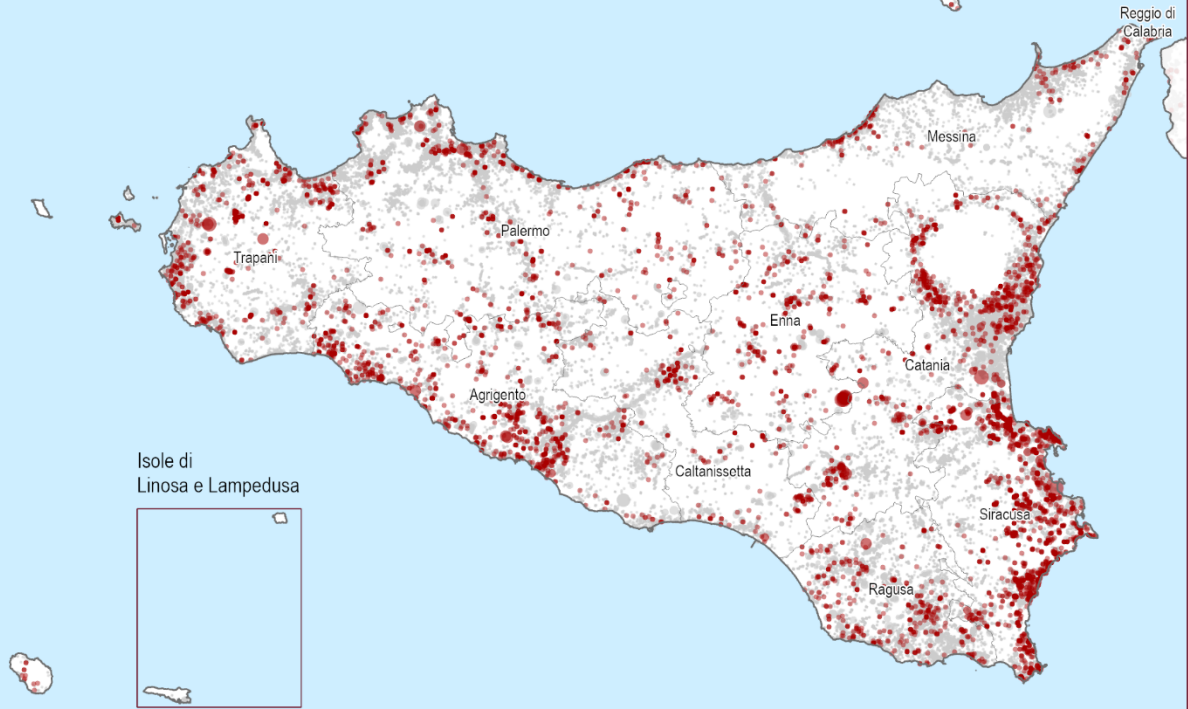 Reggio di
Calabria
Messina
Palermo
Trapani
Enna
Catania
Agrigento
Isole di
Linosa e Lampedusa
Caltanissetta
Siracusa
Ragusa